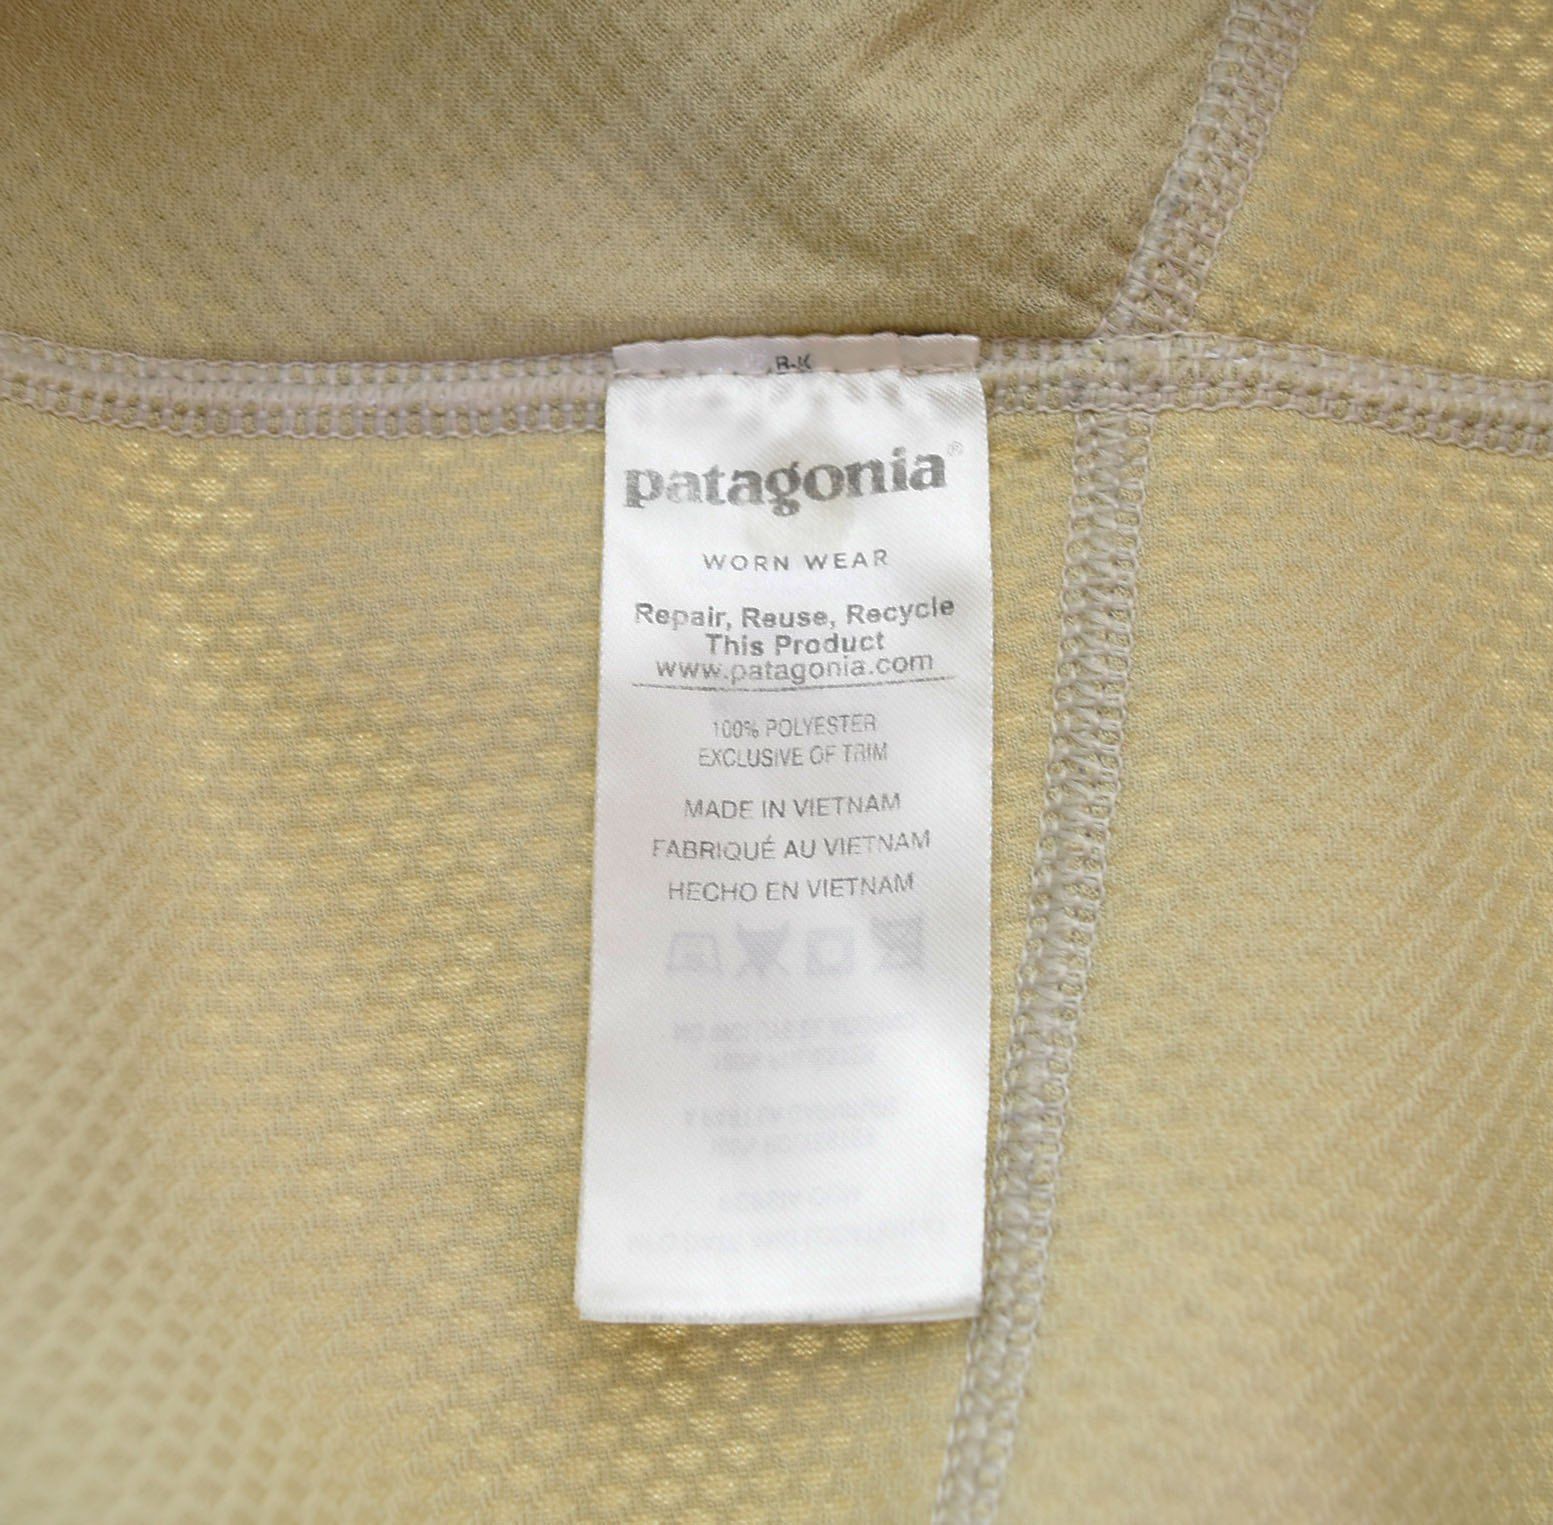 B-K
patagonia®
WORN WEAR
Repair, Reuse, Recycle
This Product
www.patagonia.com
100% POLYESTER
EXCLUSIVE OF TRIM
MADE IN VIETNAM
FABRIQUÉ AU VIETNAM
HECHO EN VIETNAM